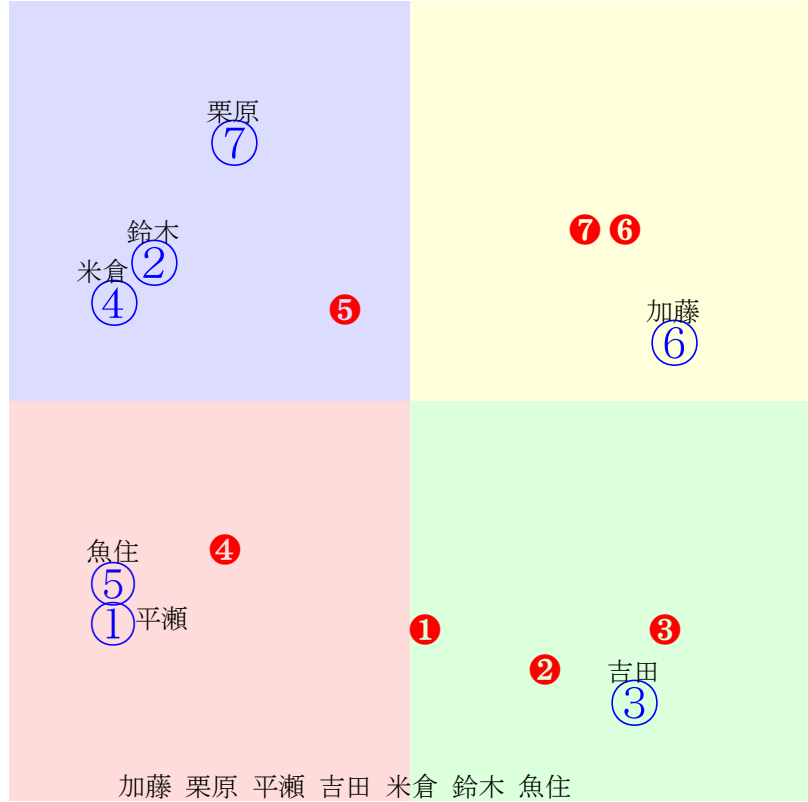 栗原
⑦
鈴木
❼ ❻
②
米倉
④
❺
加藤
⑥
魚住
❹
⑤
① 平瀬
❶
❸
❷
吉田
③
加藤 栗原 平瀬 吉田 米倉 鈴木 魚住